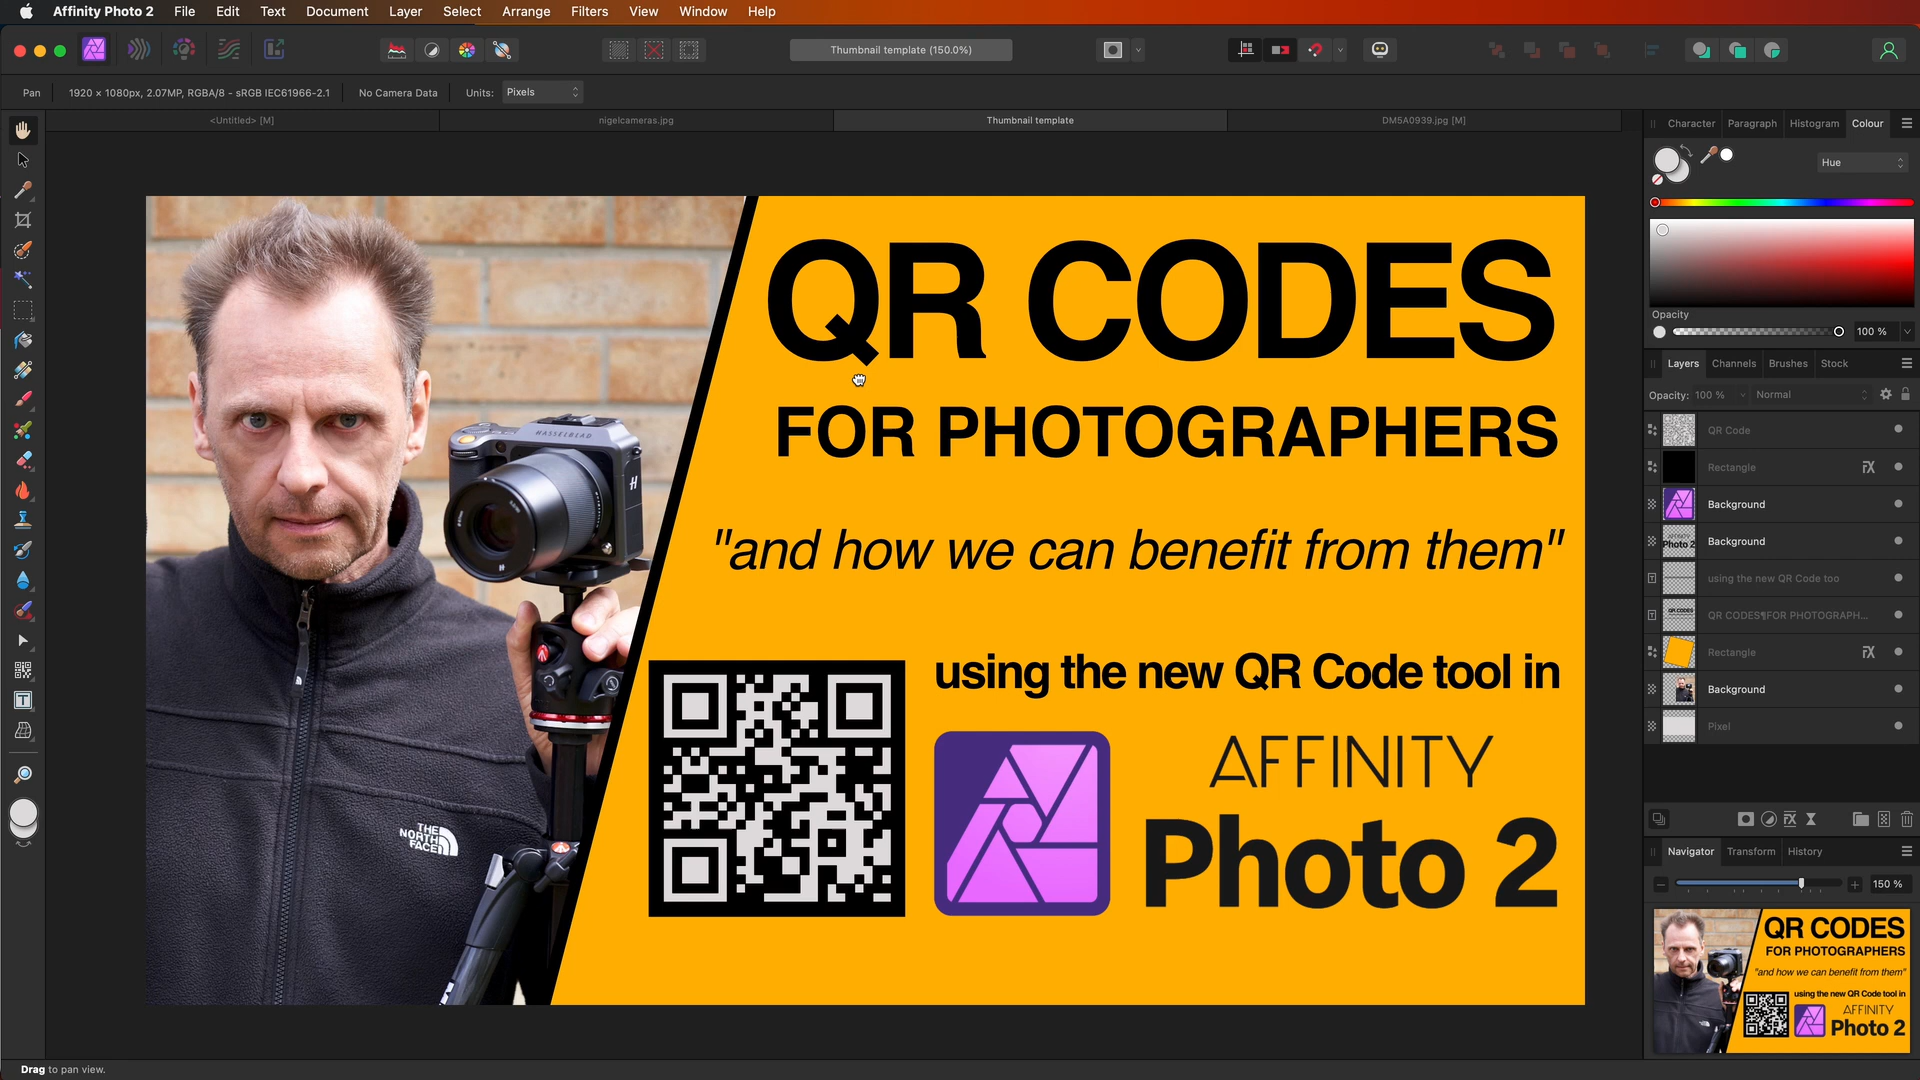 Affinity Photo 2 File Edit Text Document Layer Select Arrange Filters View Window Help
Thumbnail template (150.0%)
Pan 1920 × 1080px, 2.07MP, RGBA/8 - sRGB IEC61966-2.1 No Camera Data Units: Pixels
<Untitled> [M] nigelcameras.jpg Thumbnail template DM5A0939.jpg [M]
Character Paragraph Histogram Colour
Hue
Opacity
100 %
Layers Channels Brushes Stock
Opacity: 100 % Normal
QR Code
Rectangle
Background
Background
using the new QR Code too
QR CODES¶FOR PHOTOGRAPH...
Rectangle
Background
Pixel
Navigator Transform History
150 %
QR CODES
FOR PHOTOGRAPHERS
"and how we can benefit from them"
using the new QR Code tool in
AFFINITY
Photo 2
HASSELBLAD
H
THE
NORTH
FACE
QR CODES
FOR PHOTOGRAPHERS
"and how we can benefit from them"
using the new QR Code tool in
AFFINITY
Photo 2
Drag to pan view.